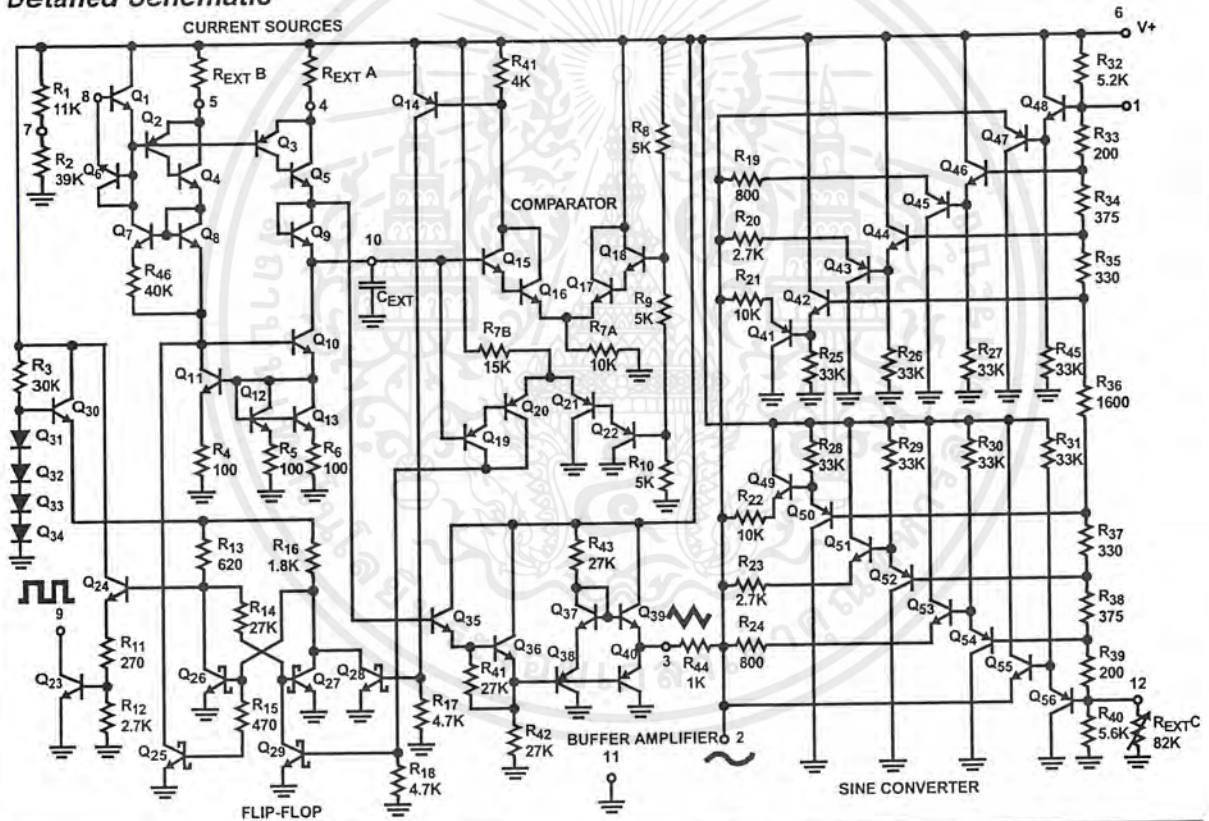 Detailed Schematic
CURRENT SOURCES
6
V+
R1
11K
7
R2
39K
8
Q1
Q2
Q6
REXT B
5
Q4
Q3
REXT A
4
Q5
Q7
Q8
Q9
R46
40K
Q14
R41
4K
COMPARATOR
10
CEXT
Q15
Q16
Q17
Q18
R8
5K
R9
5K
R7B
15K
R7A
10K
Q20
Q21
Q19
Q22
R10
5K
R3
30K
Q30
Q31
Q32
Q33
Q34
Q10
Q11
Q12
Q13
R4
100
R5
100
R6
100
R19
800
R20
2.7K
R21
10K
Q41
Q42
Q43
Q44
Q45
Q46
Q47
Q48
R25
33K
R26
33K
R27
33K
R45
33K
R32
5.2K
1
R33
200
R34
375
R35
330
R36
1600
R28
33K
R29
33K
R30
33K
R31
33K
Q49
Q50
Q51
Q52
Q53
Q54
Q55
Q56
R22
10K
R23
2.7K
R24
800
R37
330
R38
375
R39
200
R40
5.6K
12
REXTC
82K
9
Q24
R11
270
Q23
R12
2.7K
R13
620
R16
1.8K
R14
27K
Q26
Q27
Q28
R15
470
Q25
Q29
R17
4.7K
R18
4.7K
Q35
Q36
R41
27K
R42
27K
R43
27K
Q37
Q39
Q38
Q40
3
R44
1K
BUFFER AMPLIFIER
2
11
FLIP-FLOP
SINE CONVERTER